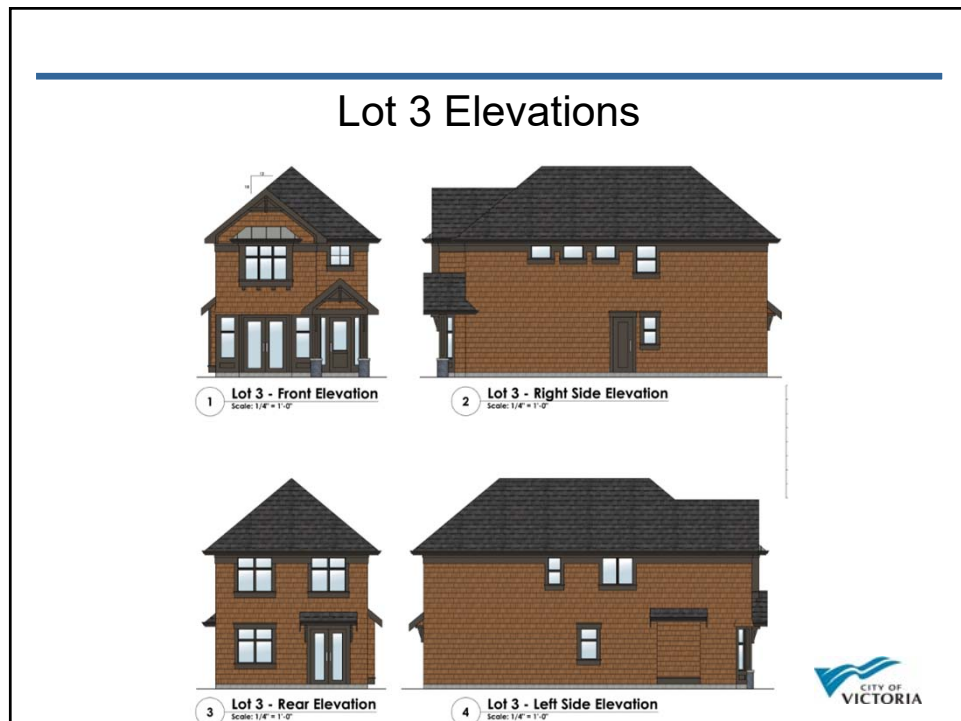 Lot 3 Elevations
1 Lot 3 - Front Elevation
Scale: 1/4" = 1'-0"
2 Lot 3 - Right Side Elevation
Scale: 1/4" = 1'-0"
3 Lot 3 - Rear Elevation
Scale: 1/4" = 1'-0"
4 Lot 3 - Left Side Elevation
Scale: 1/4" = 1'-0"
CITY OF
VICTORIA